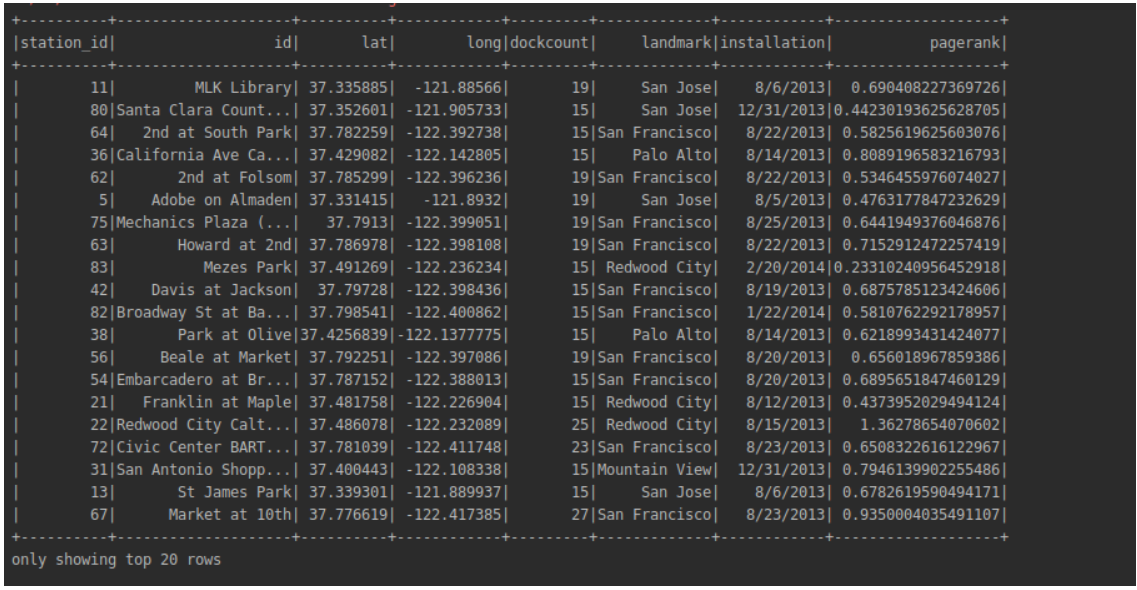 +----------+--------------------+----------+------------+---------+-------------+------------+-------------------+
|station_id|                  id|       lat|        long|dockcount|     landmark|installation|           pagerank|
+----------+--------------------+----------+------------+---------+-------------+------------+-------------------+
|        11|         MLK Library| 37.335885|  -121.88566|       19|     San Jose|    8/6/2013|  0.690408227369726|
|        80|Santa Clara Count...| 37.352601| -121.905733|       15|     San Jose|  12/31/2013|0.44230193625628705|
|        64|   2nd at South Park| 37.782259| -122.392738|       15|San Francisco|   8/22/2013| 0.5825619625603076|
|        36|California Ave Ca...| 37.429082| -122.142805|       15|    Palo Alto|   8/14/2013| 0.8089196583216793|
|        62|       2nd at Folsom| 37.785299| -122.396236|       19|San Francisco|   8/22/2013| 0.5346455976074027|
|         5|    Adobe on Almaden| 37.331415|   -121.8932|       19|     San Jose|    8/5/2013| 0.4763177847232629|
|        75|Mechanics Plaza (...|   37.7913| -122.399051|       19|San Francisco|   8/25/2013| 0.6441949376046876|
|        63|       Howard at 2nd| 37.786978| -122.398108|       19|San Francisco|   8/22/2013| 0.7152912472257419|
|        83|          Mezes Park| 37.491269| -122.236234|       15| Redwood City|   2/20/2014|0.23310240956452918|
|        42|    Davis at Jackson|  37.79728| -122.398436|       15|San Francisco|   8/19/2013| 0.6875785123424606|
|        82|Broadway St at Ba...| 37.798541| -122.400862|       15|San Francisco|   1/22/2014| 0.5810762292178957|
|        38|       Park at Olive|37.4256839|-122.1377775|       15|    Palo Alto|   8/14/2013| 0.6218993431424077|
|        56|     Beale at Market| 37.792251| -122.397086|       19|San Francisco|   8/20/2013|  0.656018967859386|
|        54|Embarcadero at Br...| 37.787152| -122.388013|       15|San Francisco|   8/20/2013| 0.6895651847460129|
|        21|   Franklin at Maple| 37.481758| -122.226904|       15| Redwood City|   8/12/2013| 0.4373952029494124|
|        22|Redwood City Calt...| 37.486078| -122.232089|       25| Redwood City|   8/15/2013|   1.36278654070602|
|        72|Civic Center BART...| 37.781039| -122.411748|       23|San Francisco|   8/23/2013| 0.6508322616122967|
|        31|San Antonio Shopp...| 37.400443| -122.108338|       15|Mountain View|  12/31/2013| 0.7946139902255486|
|        13|       St James Park| 37.339301| -121.889937|       15|     San Jose|    8/6/2013| 0.6782619590494171|
|        67|      Market at 10th| 37.776619| -122.417385|       27|San Francisco|   8/23/2013| 0.9350004035491107|
+----------+--------------------+----------+------------+---------+-------------+------------+-------------------+
only showing top 20 rows